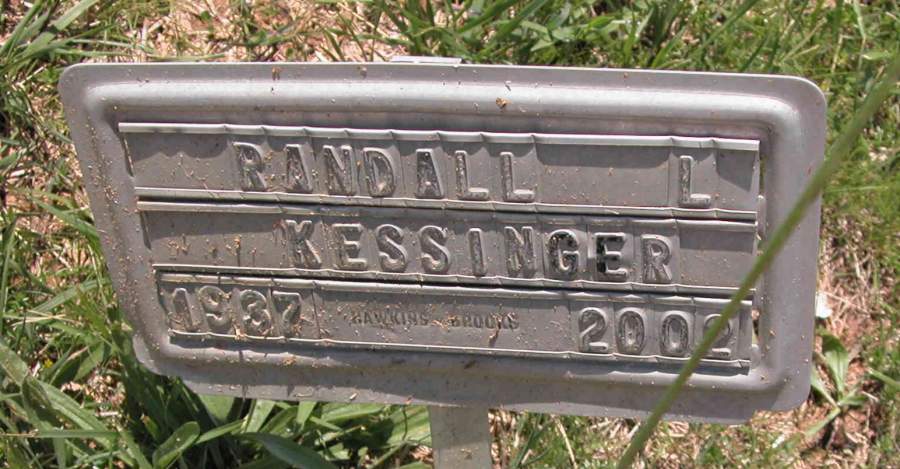 RANDALL L
KESSINGER
1937 HAWKINS BROOKS 2002